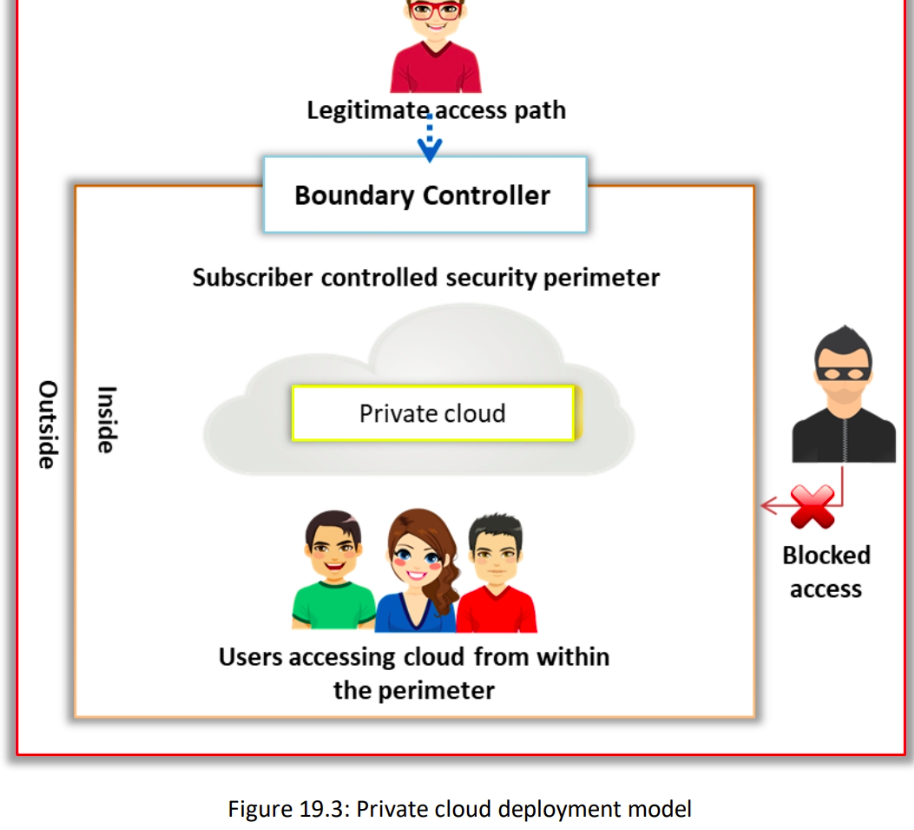 Legitimate access path
Boundary Controller
Subscriber controlled security perimeter
Outside
Inside
Private cloud
Blocked
access
Users accessing cloud from within
the perimeter
Figure 19.3: Private cloud deployment model